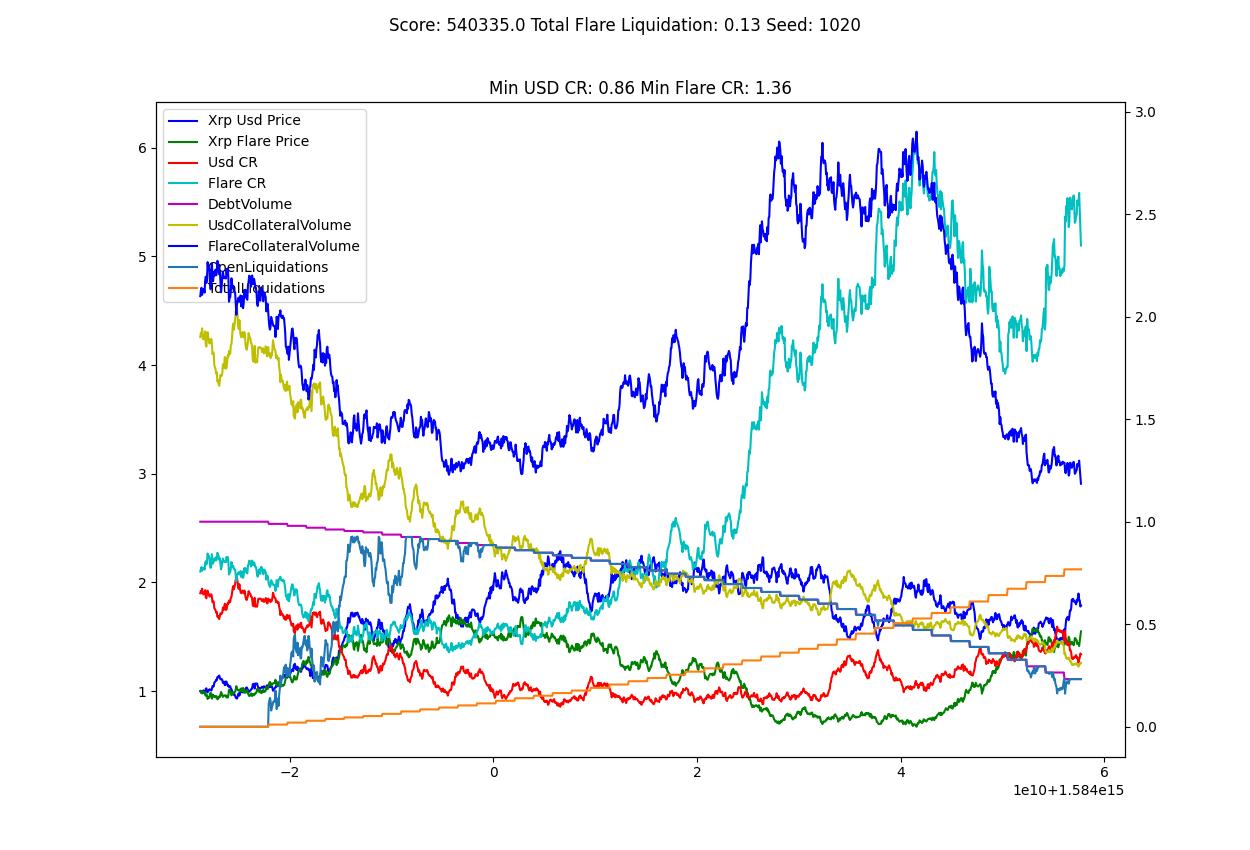 Score: 540335.0 Total Flare Liquidation: 0.13 Seed: 1020
Min USD CR: 0.86 Min Flare CR: 1.36
Xrp Usd Price
Xrp Flare Price
Usd CR
Flare CR
DebtVolume
UsdCollateralVolume
FlareCollateralVolume
OpenLiquidations
TotalLiquidations
6
5
4
3
2
1
3.0
2.5
2.0
1.5
1.0
0.5
0.0
−2
0
2
4
6
1e10+1.584e15